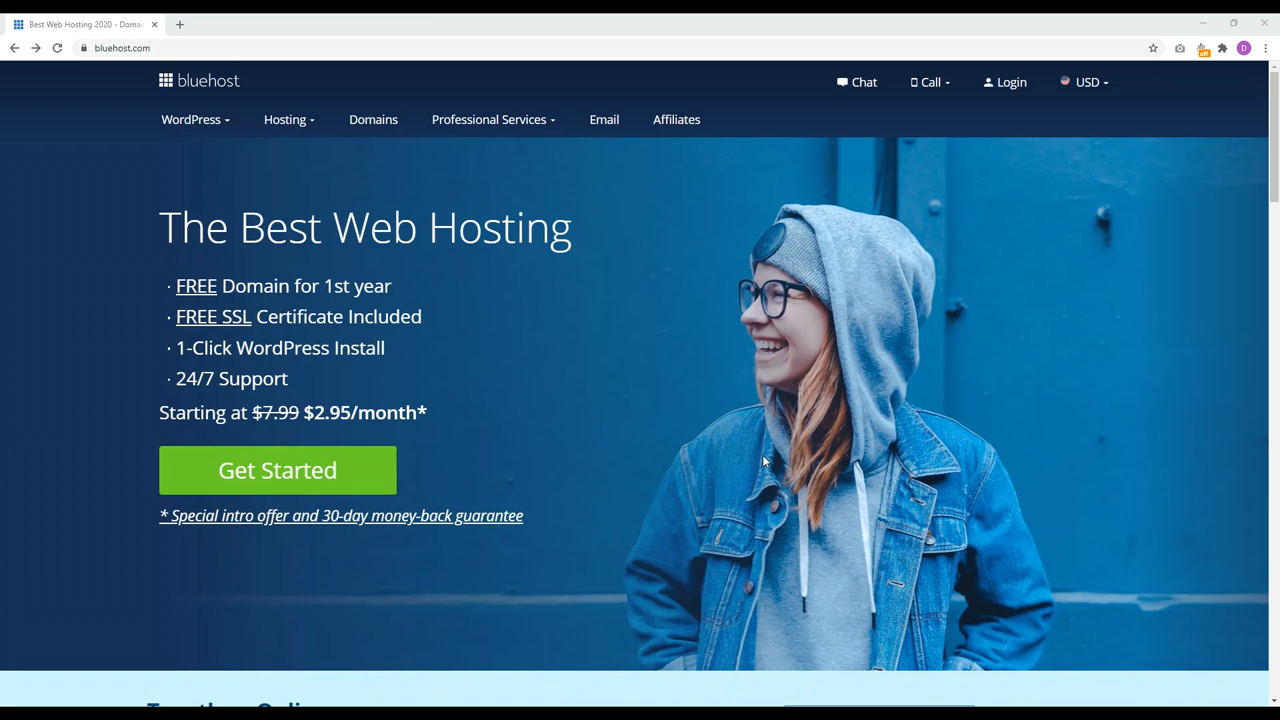 Best Web Hosting 2020 - Domai
bluehost.com
off
D
bluehost
Chat
Call
Login
USD
WordPress
Hosting
Domains
Professional Services
Email
Affiliates
The Best Web Hosting
· FREE Domain for 1st year
· FREE SSL Certificate Included
· 1-Click WordPress Install
· 24/7 Support
Starting at $7.99 $2.95/month*
Get Started
* Special intro offer and 30-day money-back guarantee